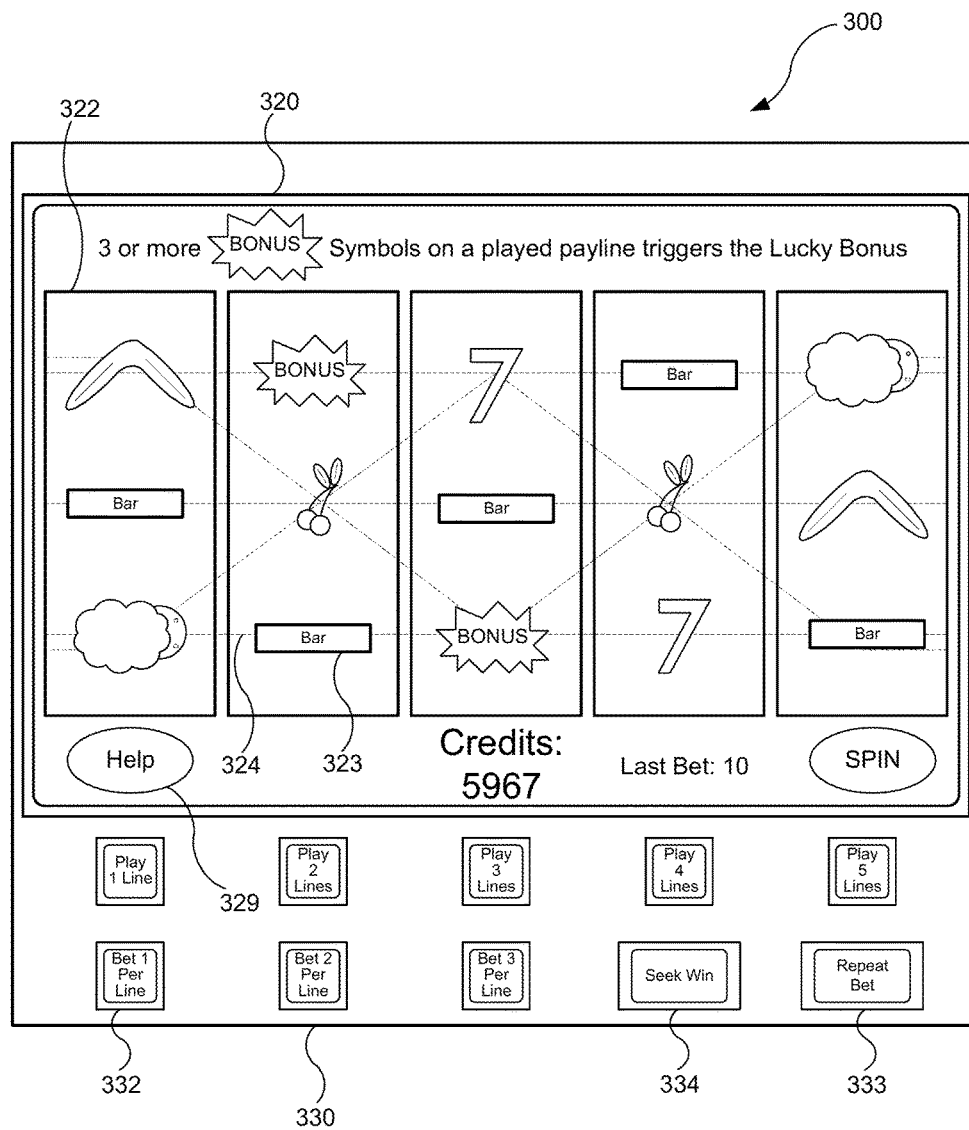 300
320
322
3 or more BONUS Symbols on a played payline triggers the Lucky Bonus
BONUS
7
Bar
Bar
Bar
Bar
BONUS
7
Bar
324
323
Help
Credits:
5967
Last Bet: 10
SPIN
Play
1 Line
Play
2
Lines
Play
3
Lines
Play
4
Lines
Play
5
Lines
329
Bet 1
Per
Line
Bet 2
Per
Line
Bet 3
Per
Line
Seek Win
Repeat
Bet
332
330
334
333